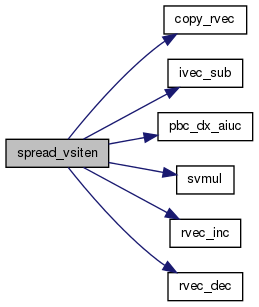 copy_rvec
ivec_sub
pbc_dx_aiuc
spread_vsiten
svmul
rvec_inc
rvec_dec